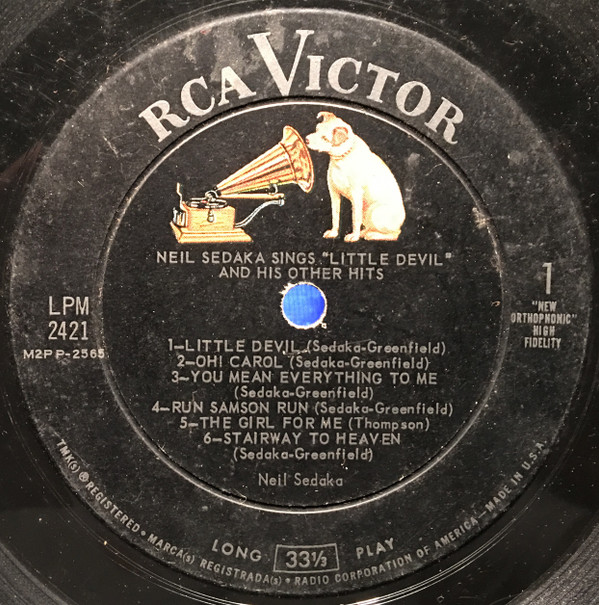 RCA VICTOR
NEIL SEDAKA SINGS "LITTLE DEVIL"
AND HIS OTHER HITS
LPM
2421
M2PP-2565
1
"NEW
ORTHOPHONIC"
HIGH
FIDELITY
1—LITTLE DEVIL (Sedaka-Greenfield)
2—OH! CAROL (Sedaka-Greenfield)
3—YOU MEAN EVERYTHING TO ME
(Sedaka-Greenfield)
4—RUN SAMSON RUN (Sedaka-Greenfield)
5—THE GIRL FOR ME (Thompson)
6—STAIRWAY TO HEAVEN
(Sedaka-Greenfield)
Neil Sedaka
LONG 33⅓ PLAY
TMK(s) ® REGISTERED • MARCA(s) REGISTRADA(s) • RADIO CORPORATION OF AMERICA—MADE IN U.S.A.